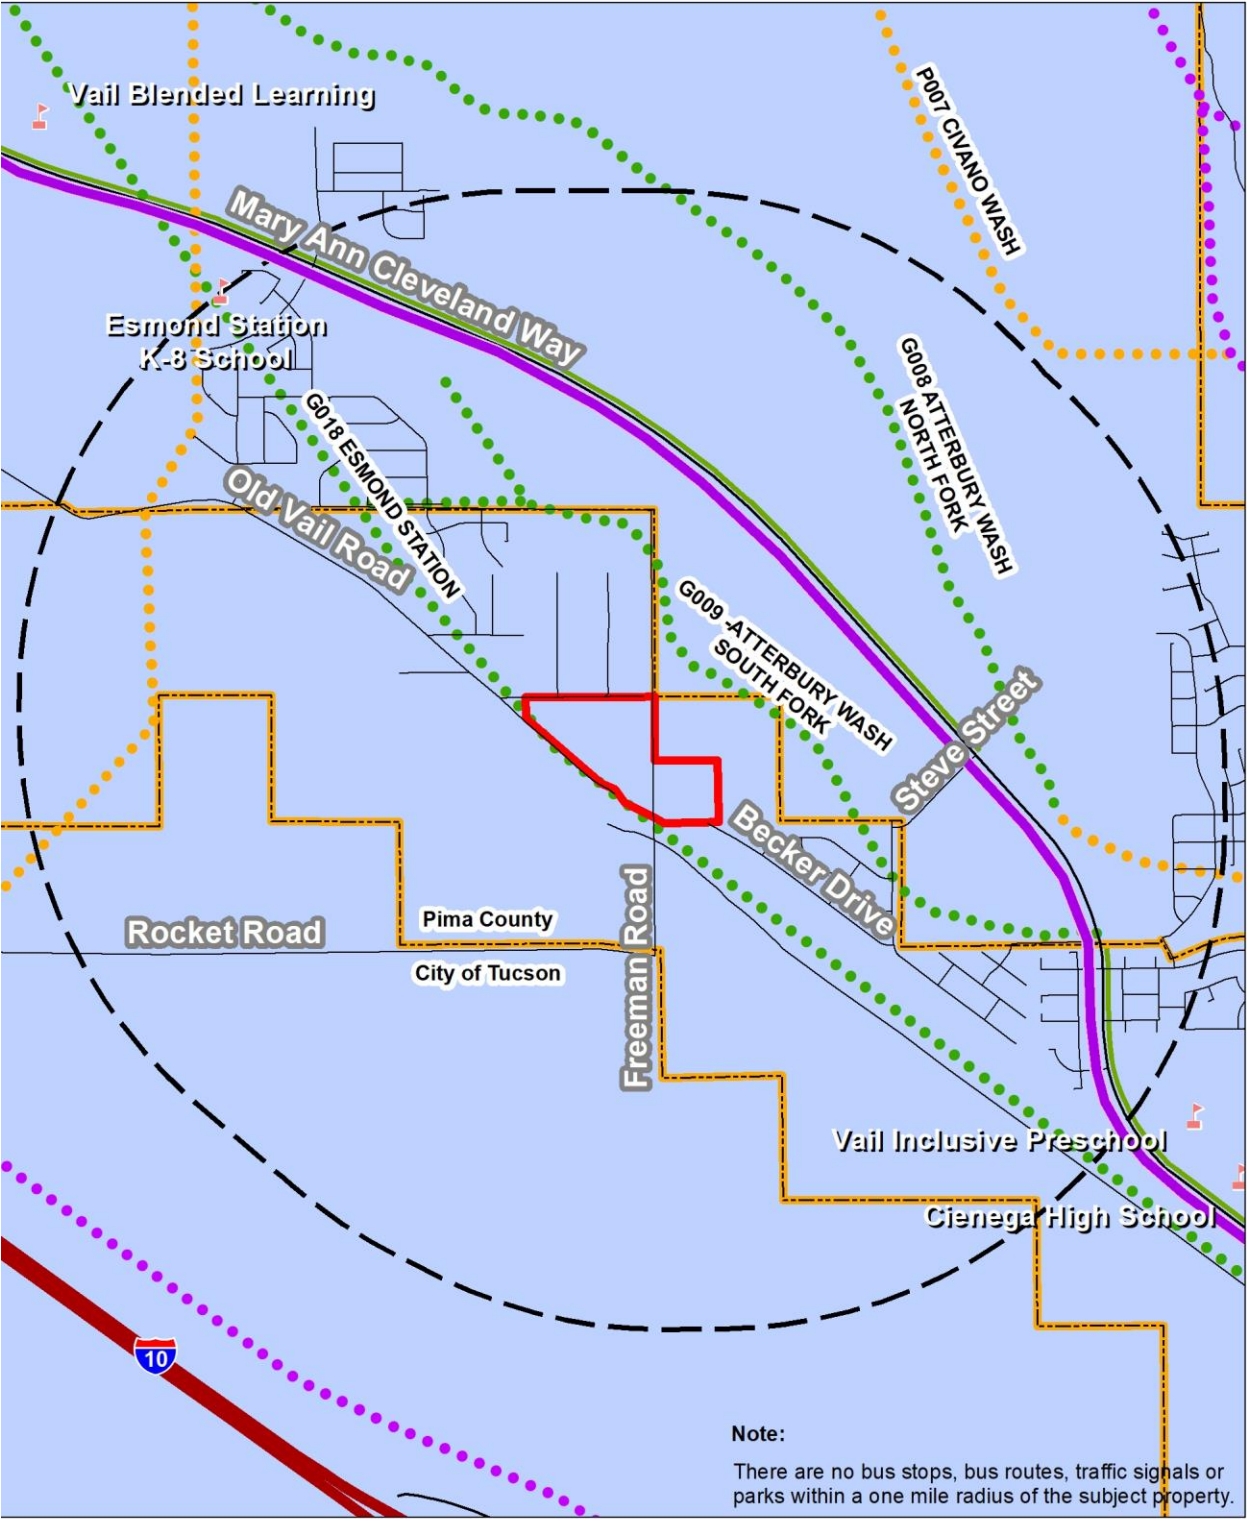 Vail Blended Learning
P007 CIVANO WASH
Mary Ann Cleveland Way
Esmond Station
K-8 School
G018 ESMOND STATION
G008 ATTERBURY WASH
NORTH FORK
Old Vail Road
G009 -ATTERBURY WASH
SOUTH FORK
Steve Street
Becker Drive
Freeman Road
Pima County
Rocket Road
City of Tucson
Vail Inclusive Preschool
Cienega High School
10
Note:
There are no bus stops, bus routes, traffic signals or
parks within a one mile radius of the subject property.